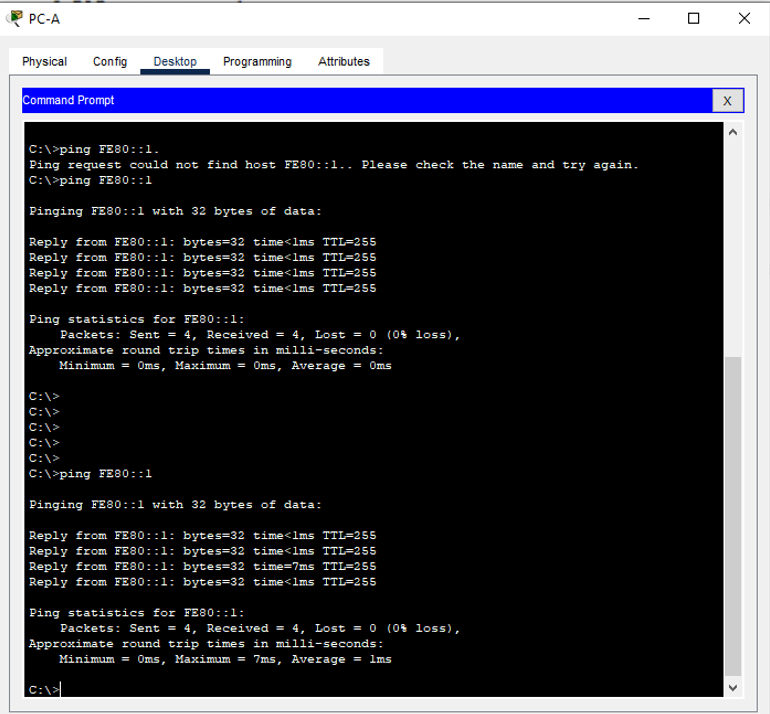 PC-A
Physical Config Desktop Programming Attributes
Command Prompt
X
C:\>ping FE80::1.
Ping request could not find host FE80::1.. Please check the name and try again.
C:\>ping FE80::1
Pinging FE80::1 with 32 bytes of data:
Reply from FE80::1: bytes=32 time<1ms TTL=255
Reply from FE80::1: bytes=32 time<1ms TTL=255
Reply from FE80::1: bytes=32 time<1ms TTL=255
Reply from FE80::1: bytes=32 time<1ms TTL=255
Ping statistics for FE80::1:
Packets: Sent = 4, Received = 4, Lost = 0 (0% loss),
Approximate round trip times in milli-seconds:
Minimum = 0ms, Maximum = 0ms, Average = 0ms
C:\>
C:\>
C:\>
C:\>
C:\>
C:\>ping FE80::1
Pinging FE80::1 with 32 bytes of data:
Reply from FE80::1: bytes=32 time<1ms TTL=255
Reply from FE80::1: bytes=32 time<1ms TTL=255
Reply from FE80::1: bytes=32 time=7ms TTL=255
Reply from FE80::1: bytes=32 time<1ms TTL=255
Ping statistics for FE80::1:
Packets: Sent = 4, Received = 4, Lost = 0 (0% loss),
Approximate round trip times in milli-seconds:
Minimum = 0ms, Maximum = 7ms, Average = 1ms
C:\>